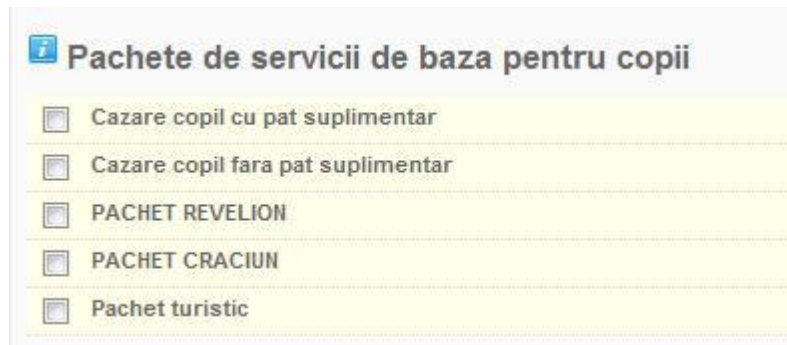 Pachete de servicii de baza pentru copii
Cazare copil cu pat suplimentar
Cazare copil fara pat suplimentar
PACHET REVELION
PACHET CRACIUN
Pachet turistic